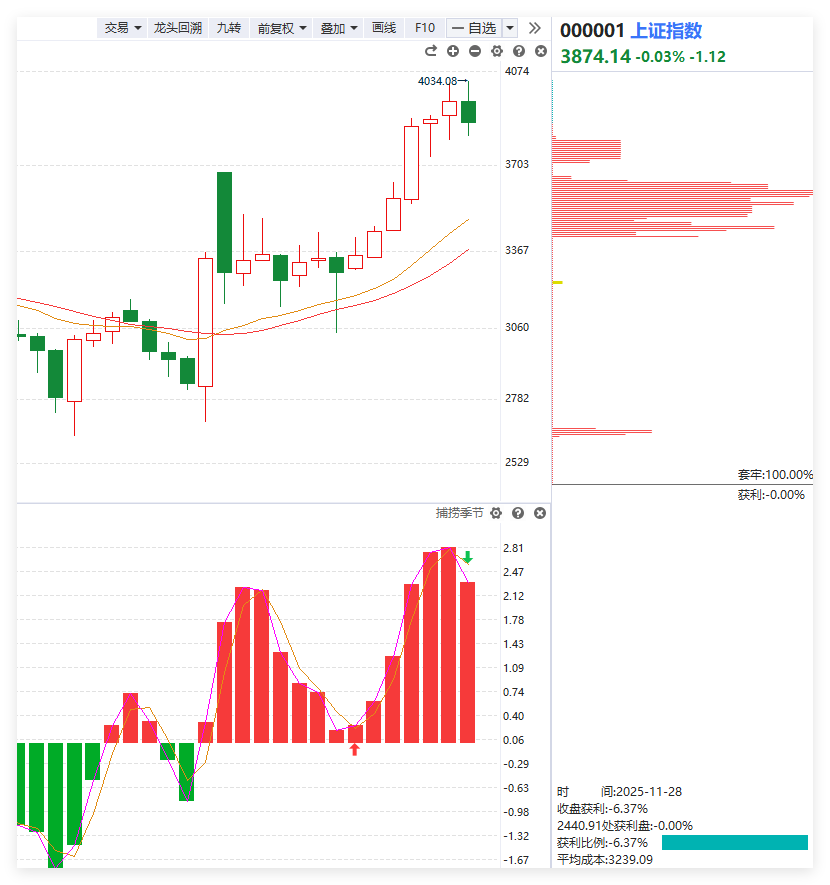 交易 龙头回溯 九转 前复权 叠加 画线 F10 一自选
000001 上证指数
3874.14 -0.03% -1.12
4074
4034.08→
3703
3367
3060
2782
2529
套牢:100.00%
获利:-0.00%
捕捞季节
2.81
2.47
2.12
1.78
1.43
1.09
0.74
0.40
0.06
-0.29
-0.63
-0.98
-1.32
-1.67
时 间:2025-11-28
收盘获利:-6.37%
2440.91处获利盘:-0.00%
获利比例:-6.37%
平均成本:3239.09